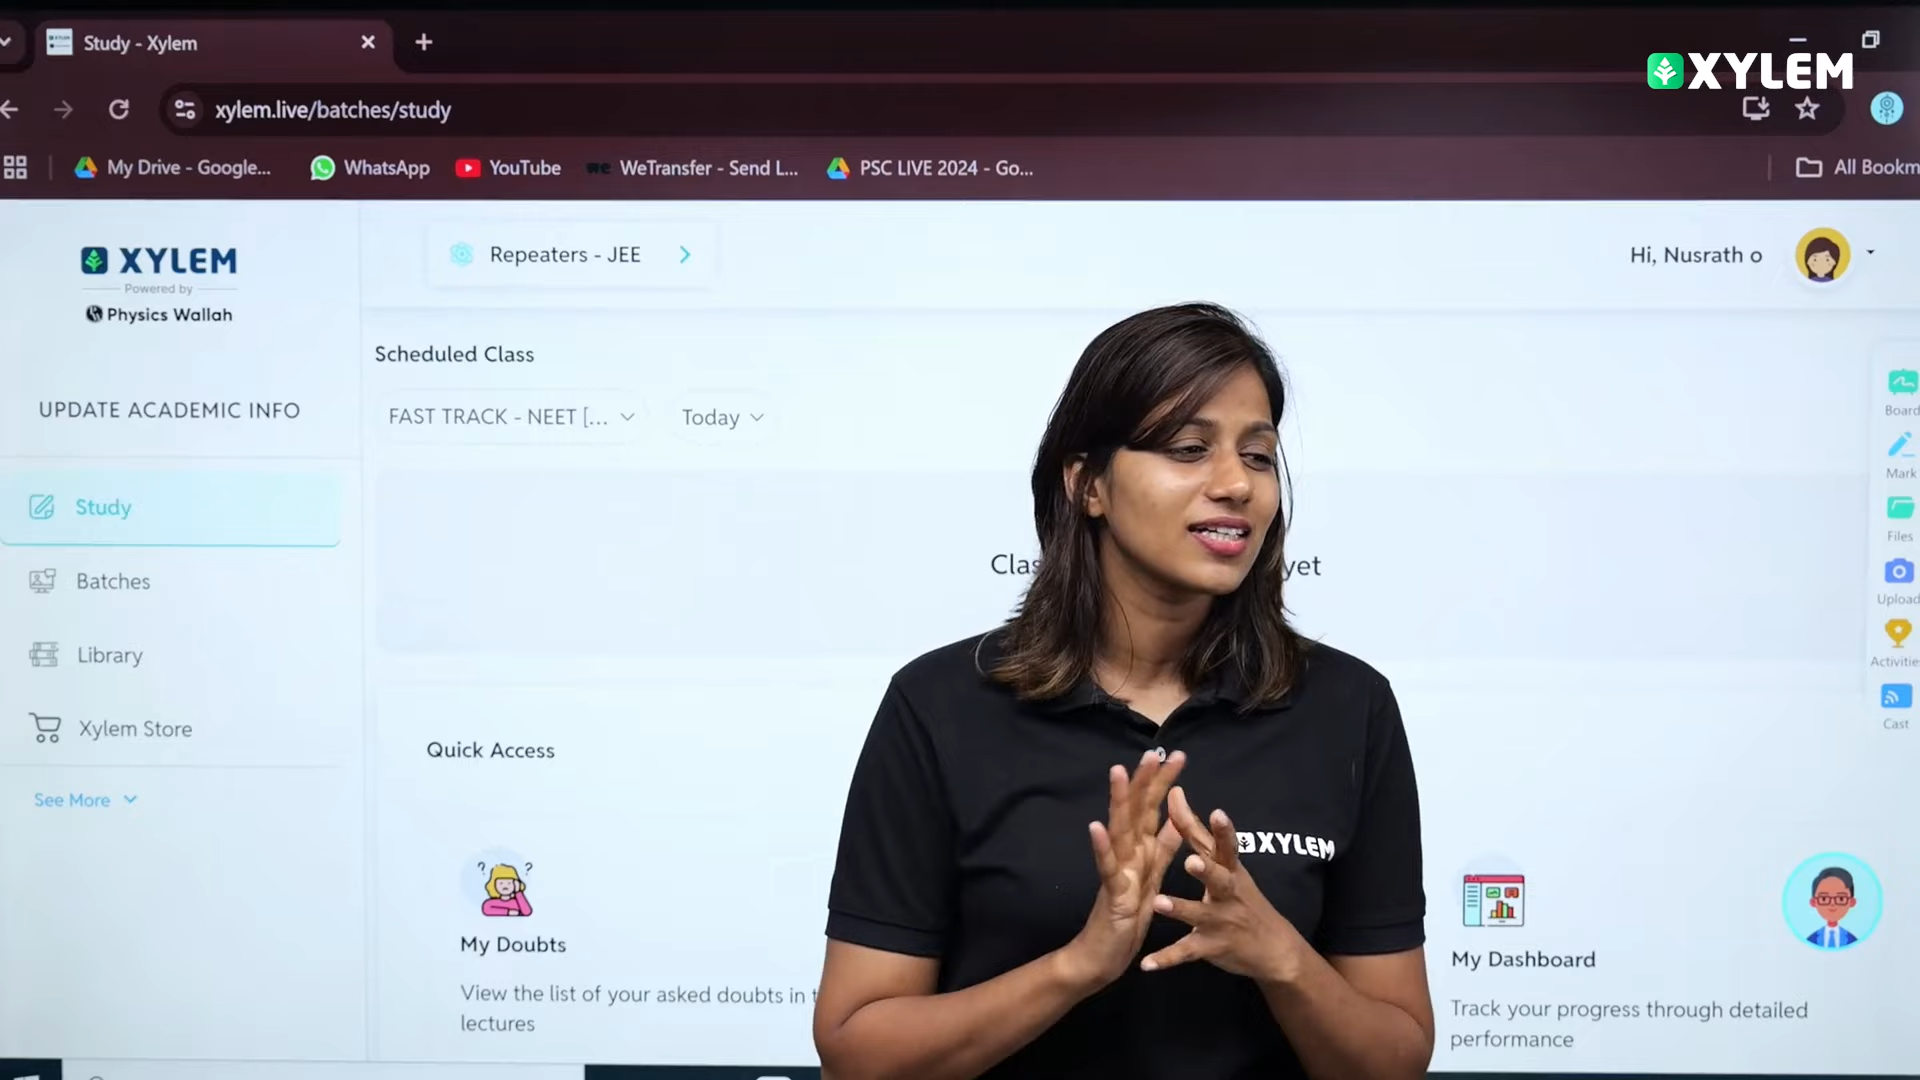 Study - Xylem
XYLEM
xylem.live/batches/study
My Drive - Google...
WhatsApp
YouTube
WeTransfer - Send L...
PSC LIVE 2024 - Go...
All Bookm
XYLEM
Powered by
Physics Wallah
Repeaters - JEE
Hi, Nusrath o
Scheduled Class
UPDATE ACADEMIC INFO
FAST TRACK - NEET [...
Today
Board
Mark
Files
Upload
Activitie
Cast
Study
Batches
Library
Xylem Store
See More
Clas
yet
Quick Access
XYLEM
My Doubts
View the list of your asked doubts in t
lectures
My Dashboard
Track your progress through detailed
performance